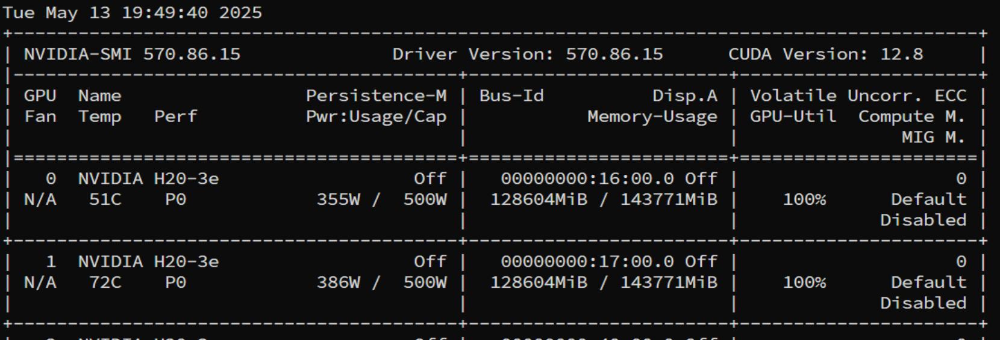 Tue May 13 19:49:40 2025
+-----------------------------------------------------------------------------------------+
| NVIDIA-SMI 570.86.15              Driver Version: 570.86.15      CUDA Version: 12.8     |
|-----------------------------------------+------------------------+----------------------+
| GPU  Name                 Persistence-M | Bus-Id          Disp.A | Volatile Uncorr. ECC |
| Fan  Temp   Perf          Pwr:Usage/Cap |           Memory-Usage | GPU-Util  Compute M. |
|                                         |                        |               MIG M. |
|=========================================+========================+======================|
|   0  NVIDIA H20-3e                  Off |   00000000:16:00.0 Off |                    0 |
| N/A   51C    P0            355W /  500W |  128604MiB / 143771MiB |    100%      Default |
|                                         |                        |             Disabled |
+-----------------------------------------+------------------------+----------------------+
|   1  NVIDIA H20-3e                  Off |   00000000:17:00.0 Off |                    0 |
| N/A   72C    P0            386W /  500W |  128604MiB / 143771MiB |    100%      Default |
|                                         |                        |             Disabled |
+-----------------------------------------+------------------------+----------------------+